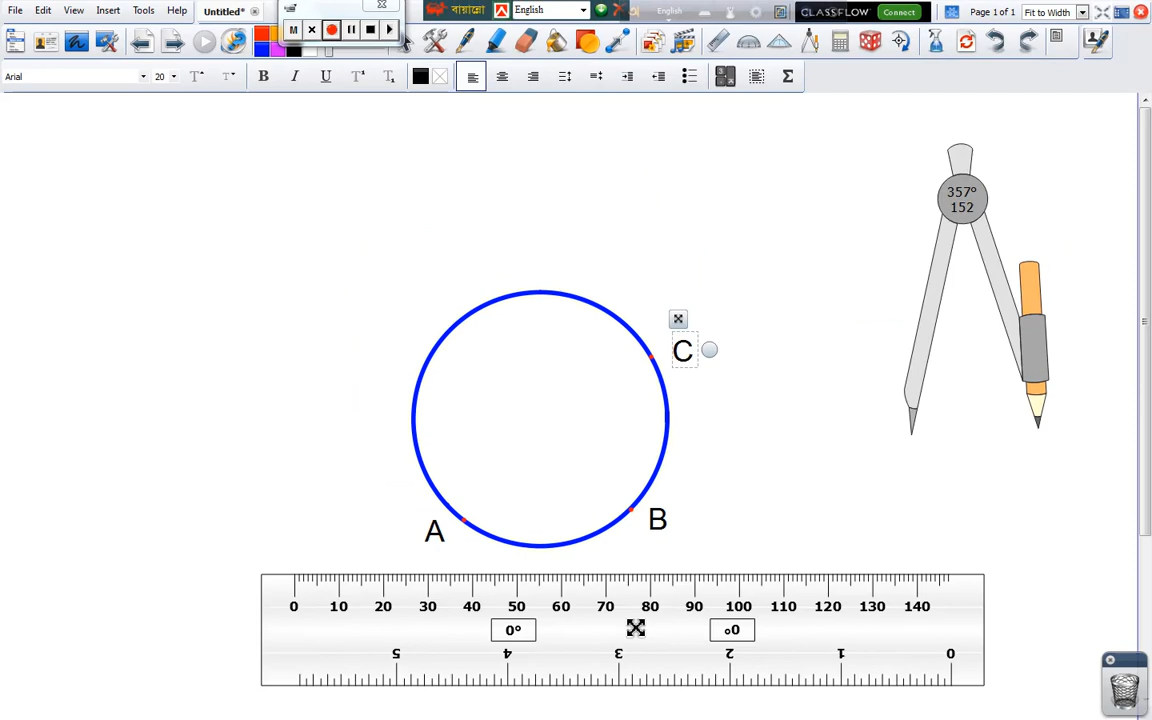 File Edit View Insert Tools Help Untitled* বায়ান্নো English English CLASSFLOW Connect Page 1 of 1 Fit to Width
M
Arial 20 B I U T T Σ
357°
152
C
A
B
0 10 20 30 40 50 60 70 80 90 100 110 120 130 140
0° 0°
5 4 3 2 1 0